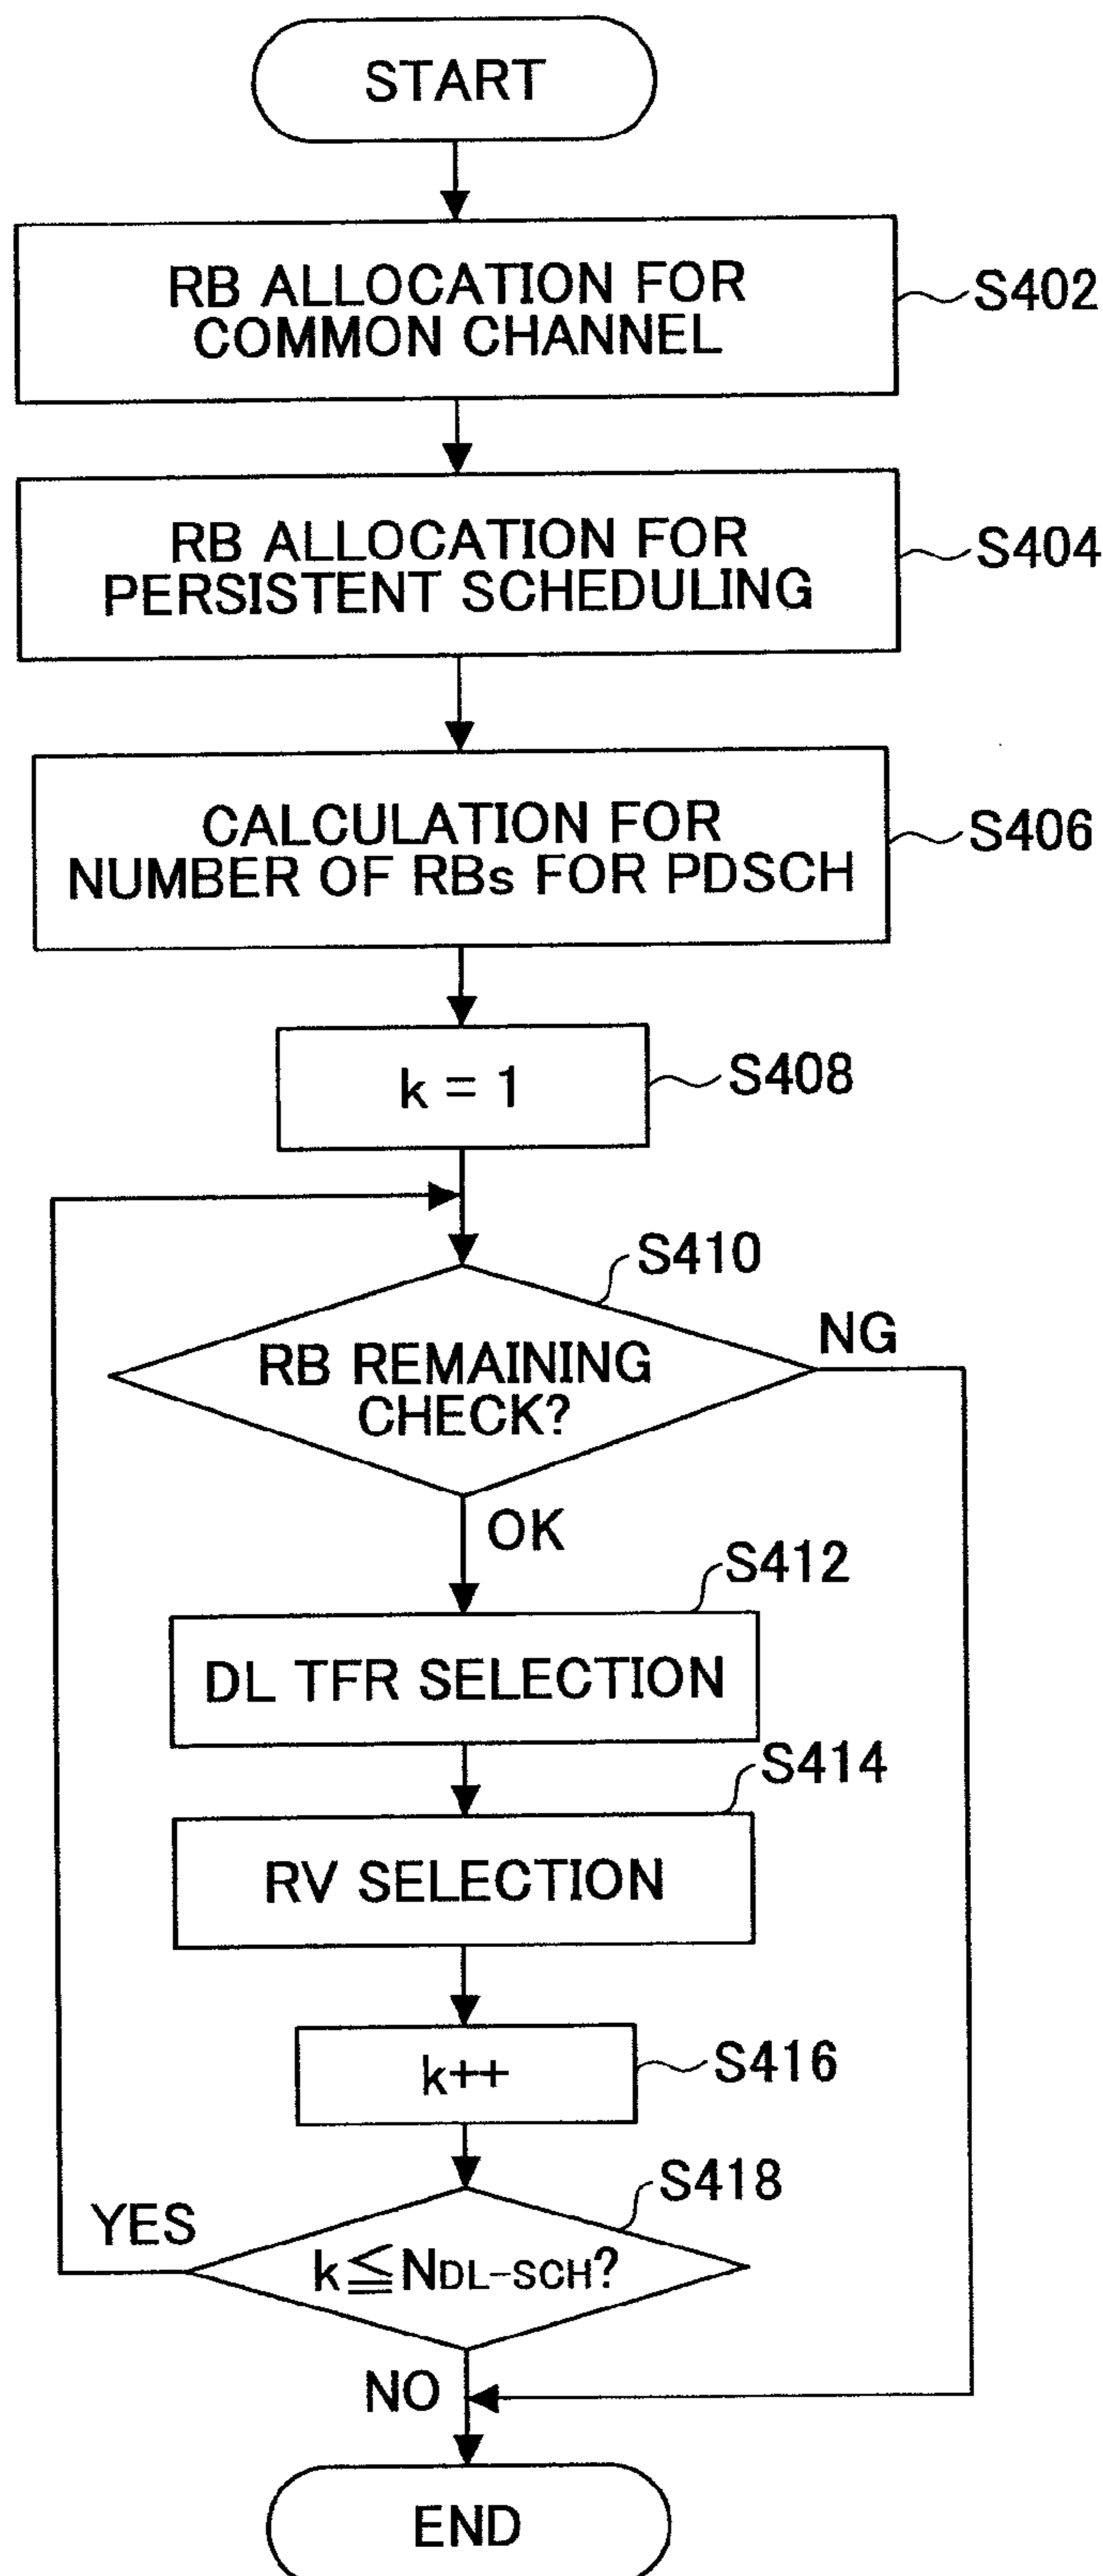 START
RB ALLOCATION FOR
COMMON CHANNEL
S402
RB ALLOCATION FOR
PERSISTENT SCHEDULING
S404
CALCULATION FOR
NUMBER OF RBs FOR PDSCH
S406
k = 1
S408
S410
RB REMAINING
CHECK?
NG
OK
S412
DL TFR SELECTION
S414
RV SELECTION
k++
S416
S418
YES
k≦NDL-SCH?
NO
END